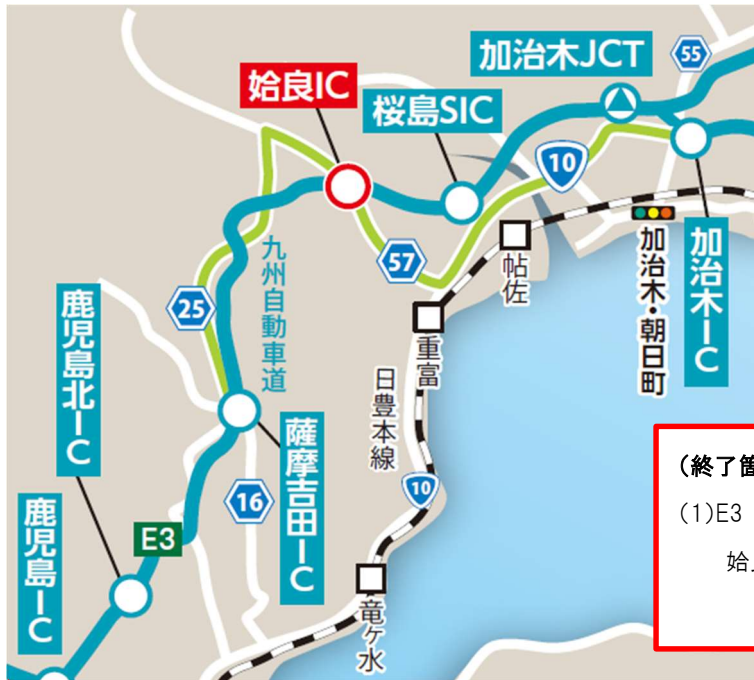 加治木JCT
55
姶良IC
桜島SIC
10
加治木IC
加治木・朝日町
57
帖佐
重富
九州自動車道
25
鹿児島北IC
日豊本線
薩摩吉田IC
16
10
E3
鹿児島IC
竜ヶ水
(終了箇
(1)E3